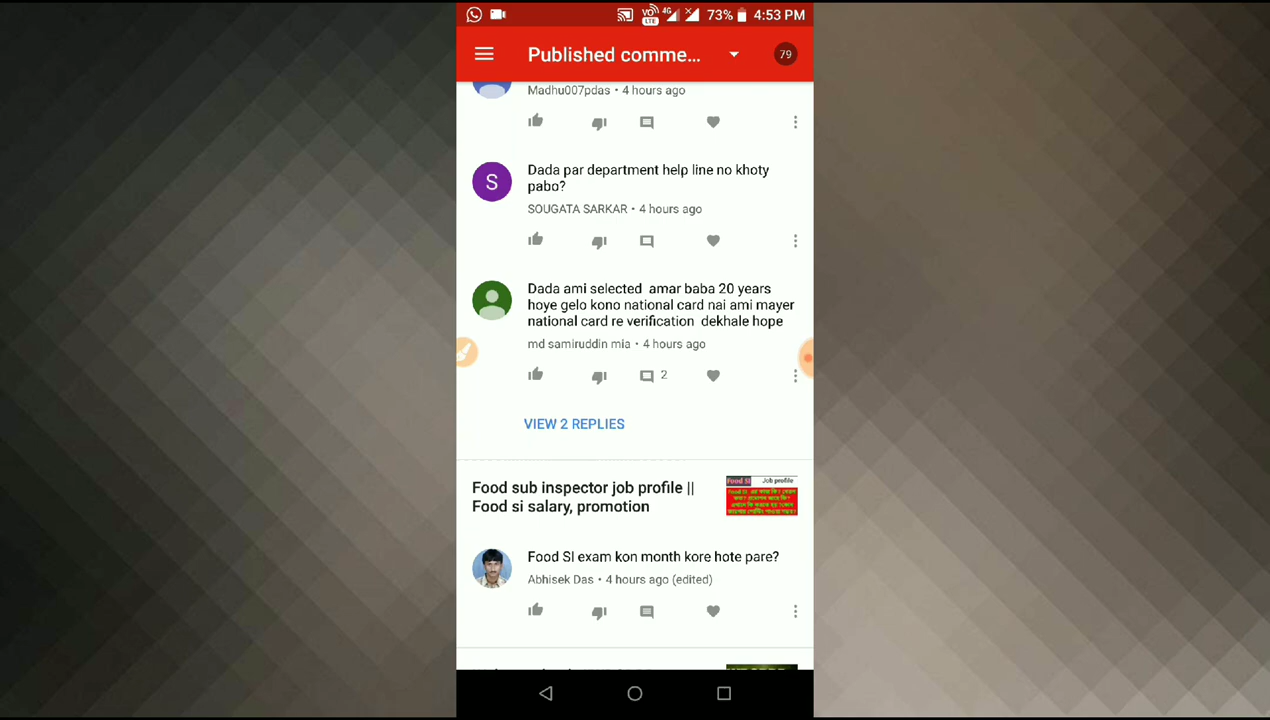 VO LTE 4G 73% 4:53 PM
Published comme... 79
Madhu007pdas • 4 hours ago
S
Dada par department help line no khoty
pabo?
SOUGATA SARKAR • 4 hours ago
Dada ami selected amar baba 20 years
hoye gelo kono national card nai ami mayer
national card re verification dekhale hope
md samiruddin mia • 4 hours ago
2
VIEW 2 REPLIES
Food sub inspector job profile ||
Food si salary, promotion
Food SI Job profile
Food SI exam kon month kore hote pare?
Abhisek Das • 4 hours ago (edited)